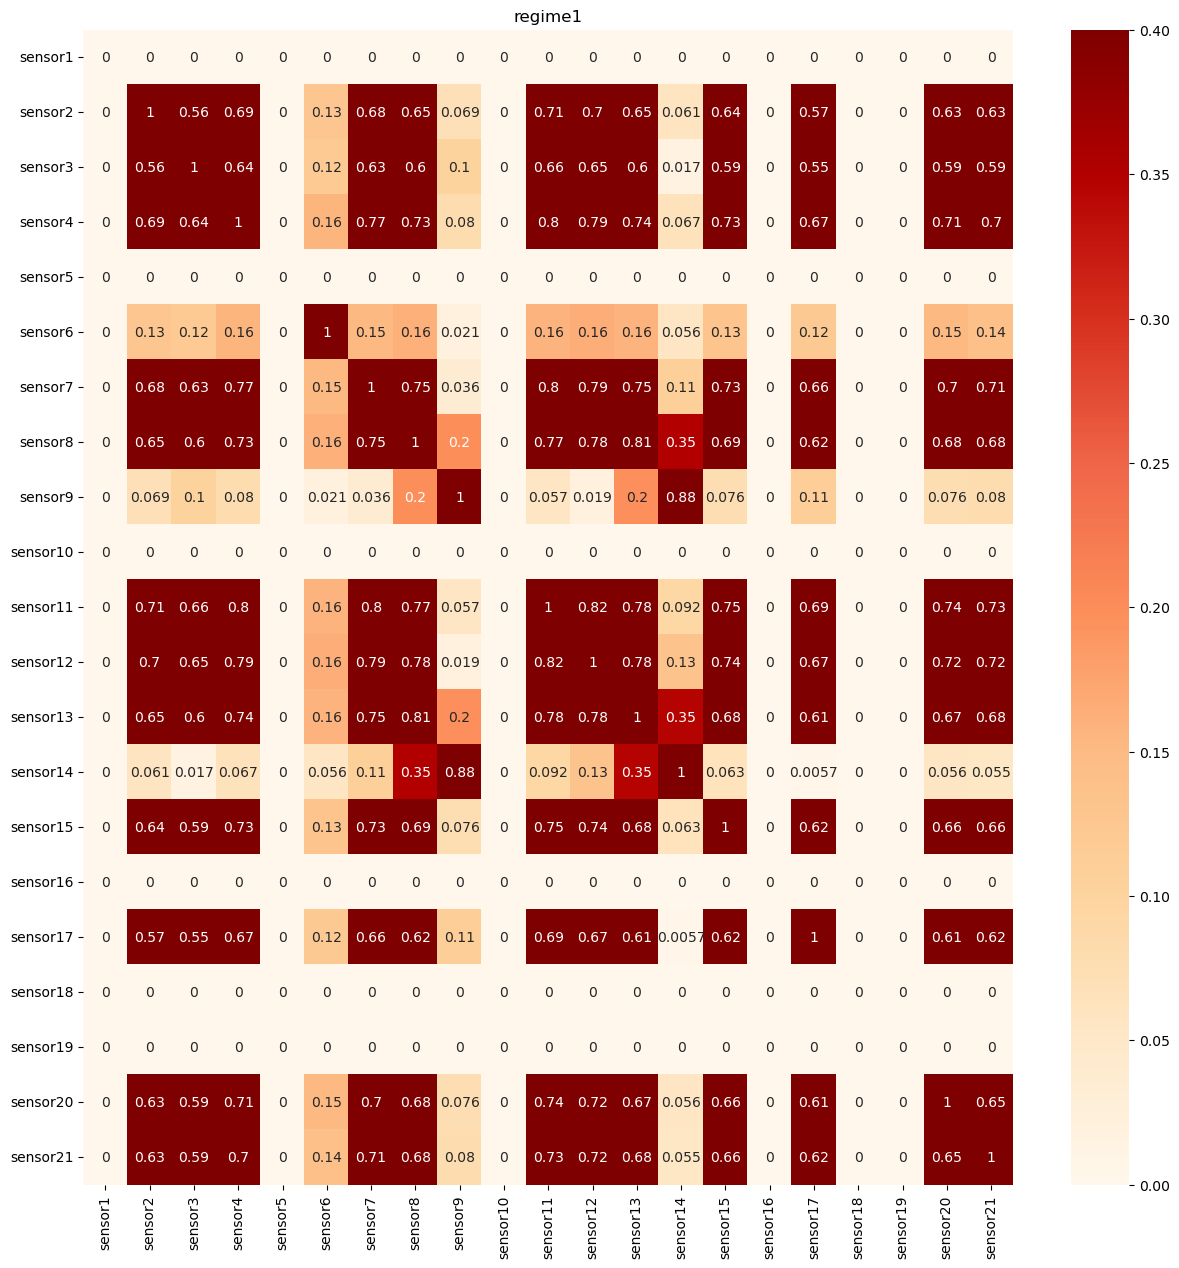 regime1
sensor1 0 0 0 0 0 0 0 0 0 0 0 0 0 0 0 0 0 0 0 0 0
sensor2 0 1 0.56 0.69 0 0.13 0.68 0.65 0.069 0 0.71 0.7 0.65 0.061 0.64 0 0.57 0 0 0.63 0.63
sensor3 0 0.56 1 0.64 0 0.12 0.63 0.6 0.1 0 0.66 0.65 0.6 0.017 0.59 0 0.55 0 0 0.59 0.59
sensor4 0 0.69 0.64 1 0 0.16 0.77 0.73 0.08 0 0.8 0.79 0.74 0.067 0.73 0 0.67 0 0 0.71 0.7
sensor5 0 0 0 0 0 0 0 0 0 0 0 0 0 0 0 0 0 0 0 0 0
sensor6 0 0.13 0.12 0.16 0 1 0.15 0.16 0.021 0 0.16 0.16 0.16 0.056 0.13 0 0.12 0 0 0.15 0.14
sensor7 0 0.68 0.63 0.77 0 0.15 1 0.75 0.036 0 0.8 0.79 0.75 0.11 0.73 0 0.66 0 0 0.7 0.71
sensor8 0 0.65 0.6 0.73 0 0.16 0.75 1 0.2 0 0.77 0.78 0.81 0.35 0.69 0 0.62 0 0 0.68 0.68
sensor9 0 0.069 0.1 0.08 0 0.021 0.036 0.2 1 0 0.057 0.019 0.2 0.88 0.076 0 0.11 0 0 0.076 0.08
sensor10 0 0 0 0 0 0 0 0 0 0 0 0 0 0 0 0 0 0 0 0 0
sensor11 0 0.71 0.66 0.8 0 0.16 0.8 0.77 0.057 0 1 0.82 0.78 0.092 0.75 0 0.69 0 0 0.74 0.73
sensor12 0 0.7 0.65 0.79 0 0.16 0.79 0.78 0.019 0 0.82 1 0.78 0.13 0.74 0 0.67 0 0 0.72 0.72
sensor13 0 0.65 0.6 0.74 0 0.16 0.75 0.81 0.2 0 0.78 0.78 1 0.35 0.68 0 0.61 0 0 0.67 0.68
sensor14 0 0.061 0.017 0.067 0 0.056 0.11 0.35 0.88 0 0.092 0.13 0.35 1 0.063 0 0.0057 0 0 0.056 0.055
sensor15 0 0.64 0.59 0.73 0 0.13 0.73 0.69 0.076 0 0.75 0.74 0.68 0.063 1 0 0.62 0 0 0.66 0.66
sensor16 0 0 0 0 0 0 0 0 0 0 0 0 0 0 0 0 0 0 0 0 0
sensor17 0 0.57 0.55 0.67 0 0.12 0.66 0.62 0.11 0 0.69 0.67 0.61 0.0057 0.62 0 1 0 0 0.61 0.62
sensor18 0 0 0 0 0 0 0 0 0 0 0 0 0 0 0 0 0 0 0 0 0
sensor19 0 0 0 0 0 0 0 0 0 0 0 0 0 0 0 0 0 0 0 0 0
sensor20 0 0.63 0.59 0.71 0 0.15 0.7 0.68 0.076 0 0.74 0.72 0.67 0.056 0.66 0 0.61 0 0 1 0.65
sensor21 0 0.63 0.59 0.7 0 0.14 0.71 0.68 0.08 0 0.73 0.72 0.68 0.055 0.66 0 0.62 0 0 0.65 1
sensor1
sensor2
sensor3
sensor4
sensor5
sensor6
sensor7
sensor8
sensor9
sensor10
sensor11
sensor12
sensor13
sensor14
sensor15
sensor16
sensor17
sensor18
sensor19
sensor20
sensor21
0.40
0.35
0.30
0.25
0.20
0.15
0.10
0.05
0.00